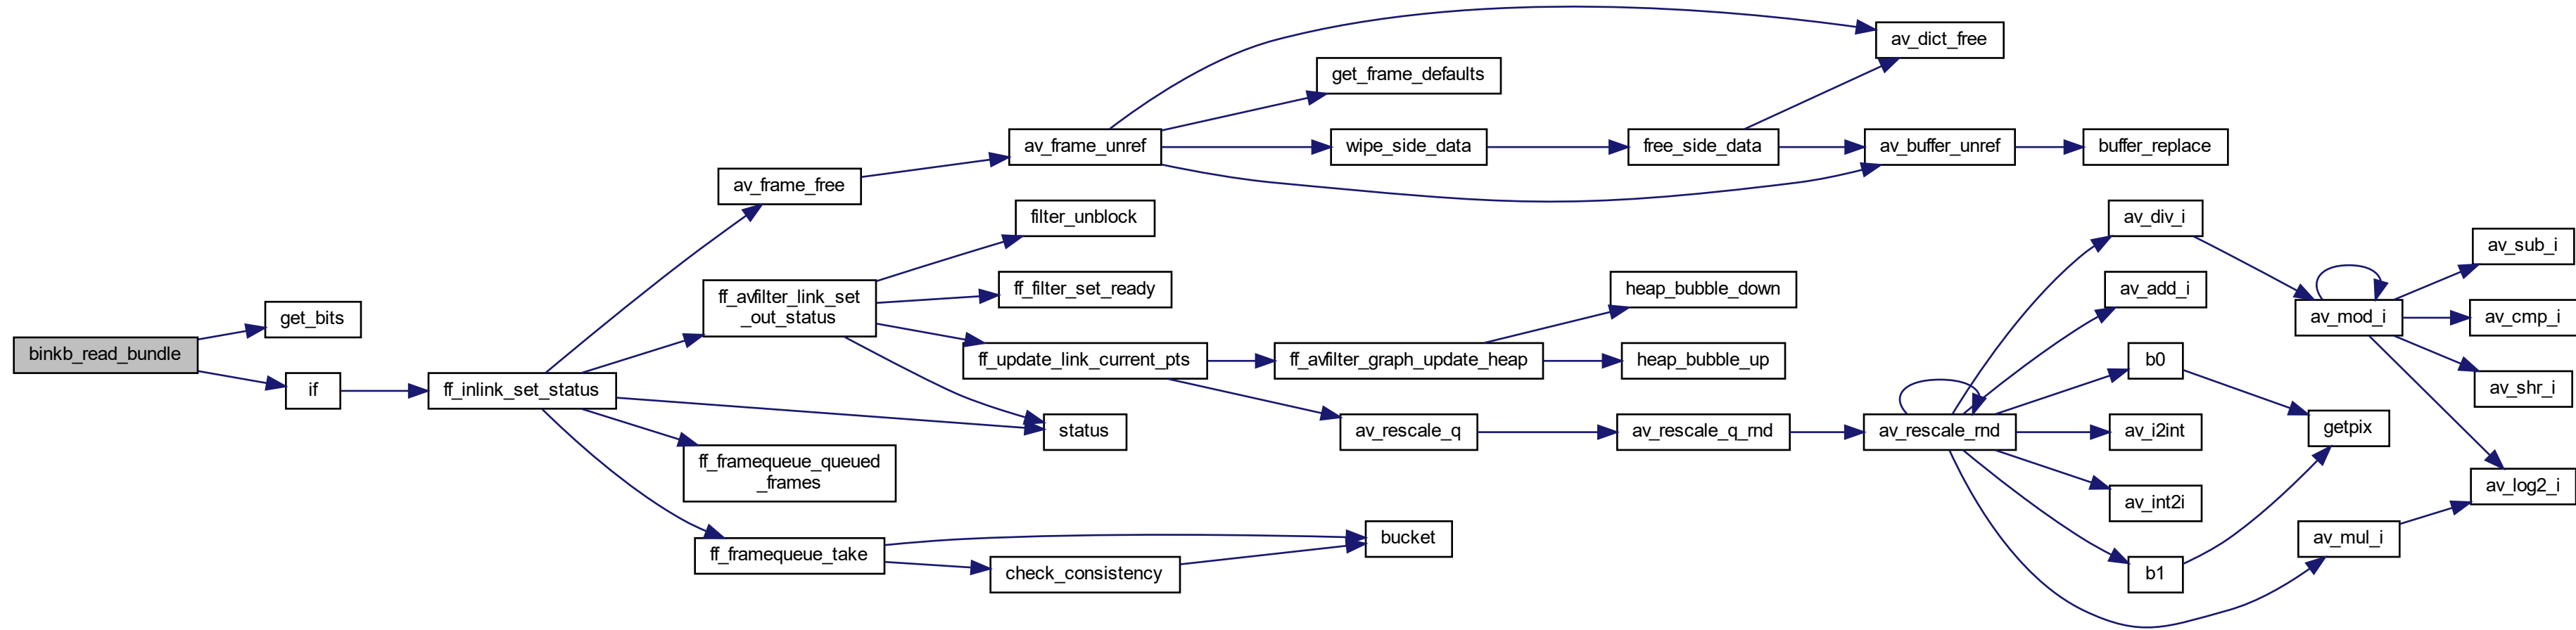 binkb_read_bundle
get_bits
if
ff_inlink_set_status
av_frame_free
ff_avfilter_link_set
_out_status
ff_framequeue_queued
_frames
ff_framequeue_take
av_frame_unref
filter_unblock
ff_filter_set_ready
ff_update_link_current_pts
status
check_consistency
get_frame_defaults
wipe_side_data
ff_avfilter_graph_update_heap
av_rescale_q
bucket
free_side_data
heap_bubble_down
heap_bubble_up
av_rescale_q_rnd
av_dict_free
av_buffer_unref
av_rescale_rnd
buffer_replace
av_div_i
av_add_i
b0
av_i2int
av_int2i
b1
av_mod_i
getpix
av_mul_i
av_sub_i
av_cmp_i
av_shr_i
av_log2_i